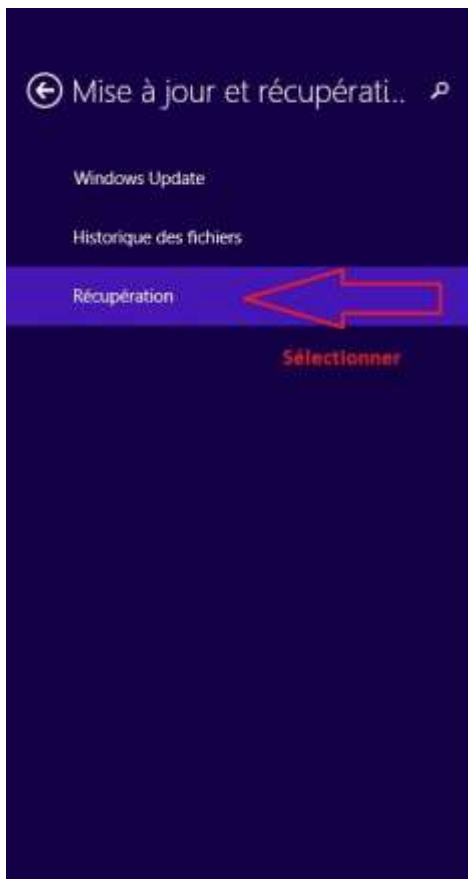 Mise à jour et récupérati..
Windows Update
Historique des fichiers
Récupération
Sélectionner